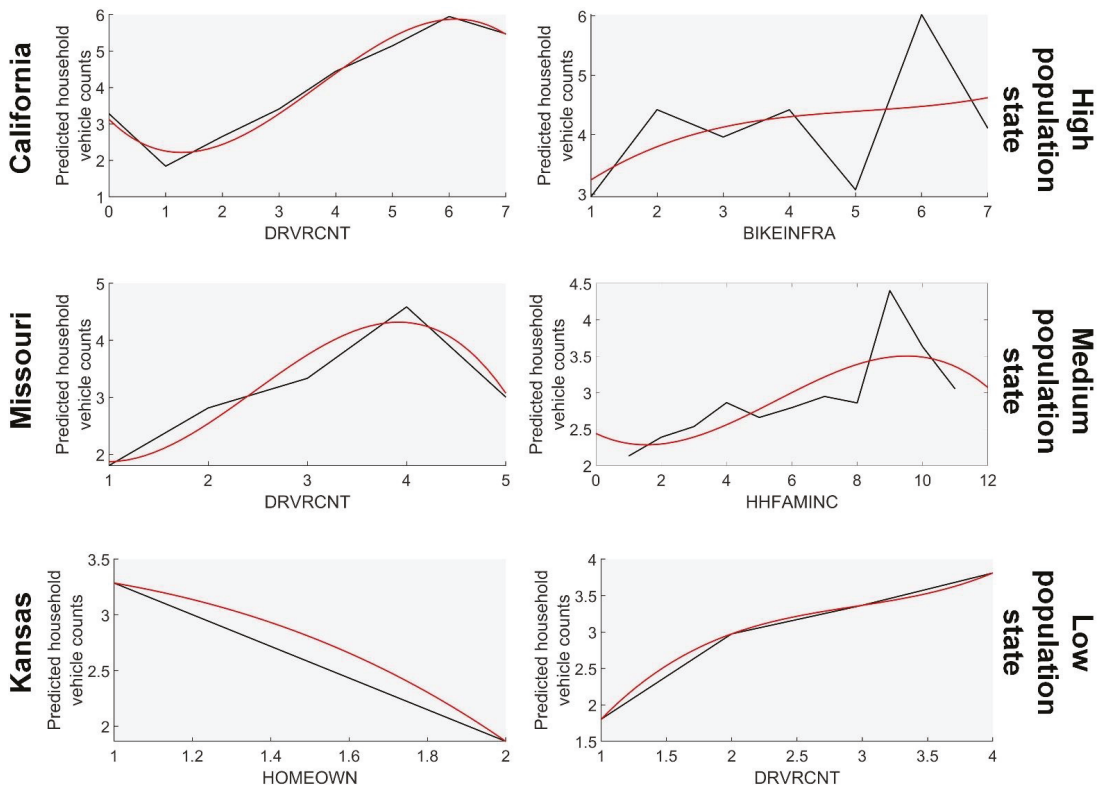 California
Predicted household
vehicle counts
6
5
4
3
2
1
0 1 2 3 4 5 6 7
DRVRCNT
Predicted household
vehicle counts
6
5
4
3
1 2 3 4 5 6 7
BIKEINFRA
High
population
state
Missouri
Predicted household
vehicle counts
5
4
3
2
1 2 3 4 5
DRVRCNT
Predicted household
vehicle counts
4.5
4
3.5
3
2.5
2
0 2 4 6 8 10 12
HHFAMINC
Medium
population
state
Kansas
Predicted household
vehicle counts
3.5
3
2.5
2
1 1.2 1.4 1.6 1.8 2
HOMEOWN
Predicted household
vehicle counts
4
3.5
3
2.5
2
1.5
1 1.5 2 2.5 3 3.5 4
DRVRCNT
Low
population
state